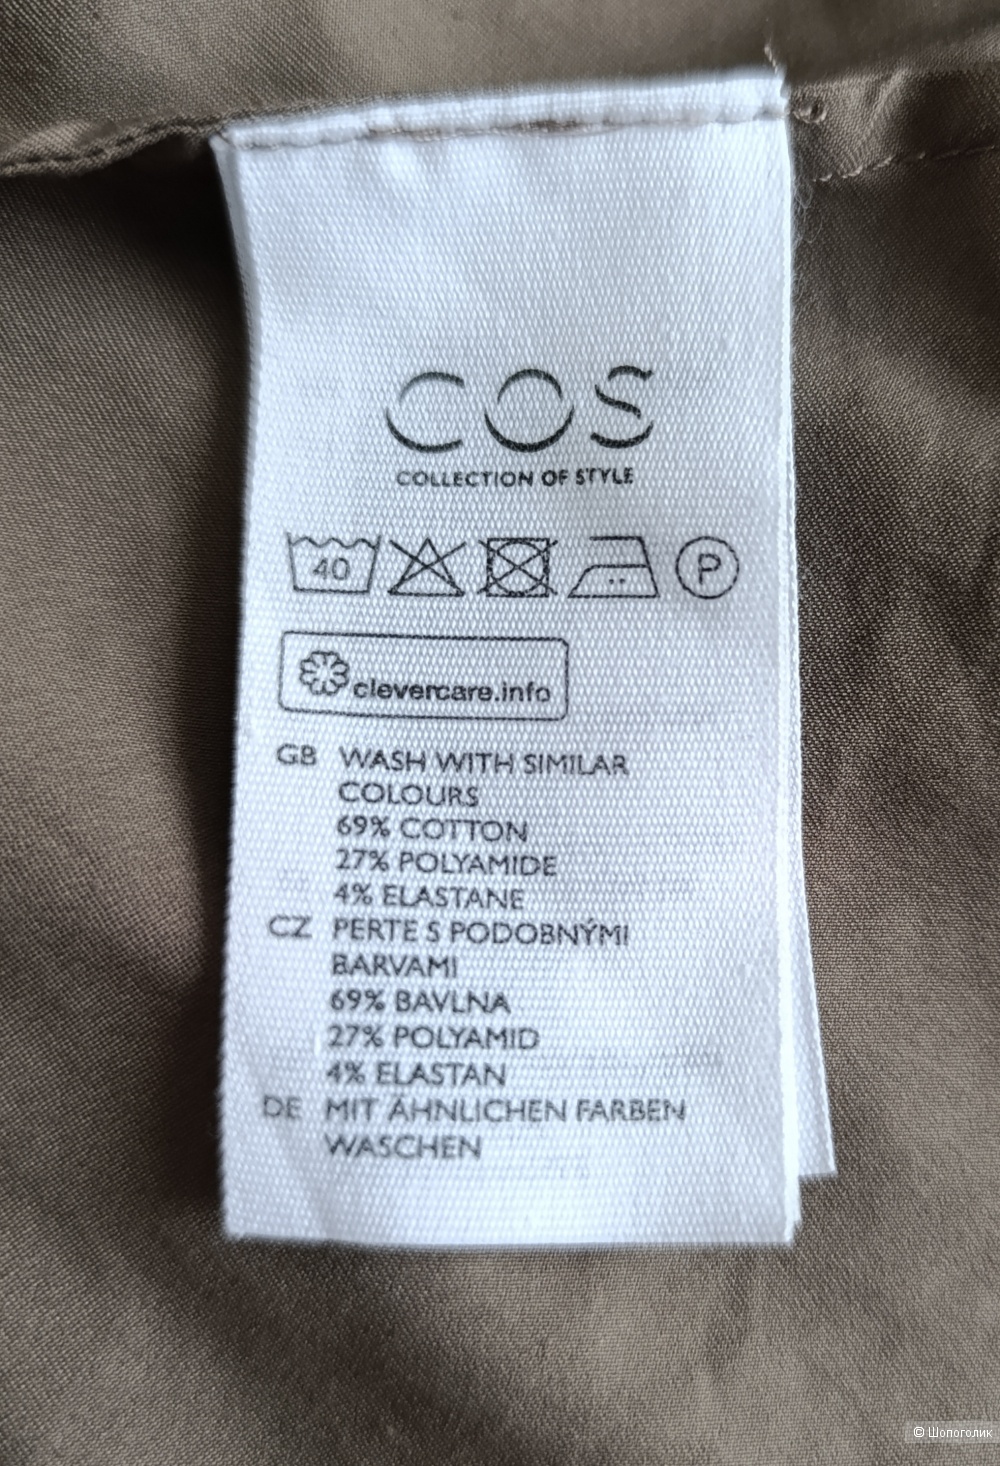 COS
COLLECTION OF STYLE
40
P
clevercare.info
GB WASH WITH SIMILAR
COLOURS
69% COTTON
27% POLYAMIDE
4% ELASTANE
CZ PERTE S PODOBNÝMI
BARVAMI
69% BAVLNA
27% POLYAMID
4% ELASTAN
DE MIT ÄHNLICHEN FARBEN
WASCHEN
© Шопоголик